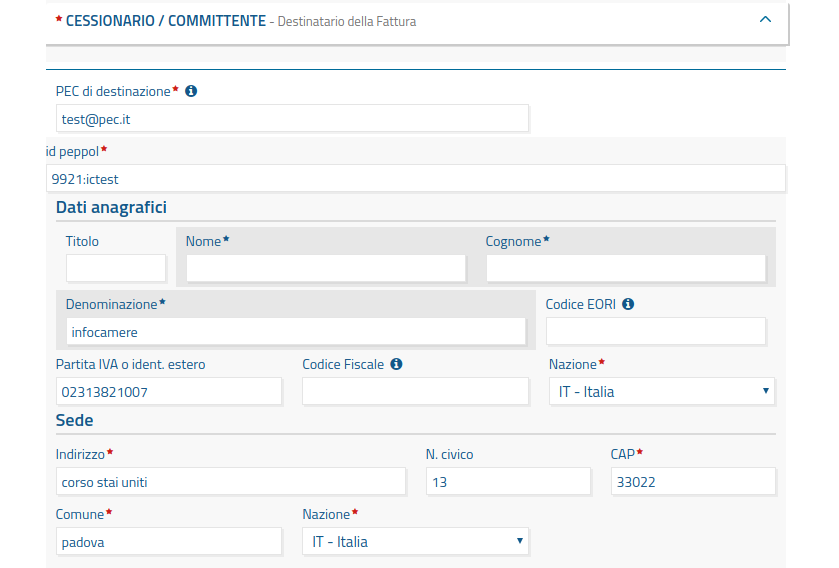 * CESSIONARIO / COMMITTENTE - Destinatario della Fattura
PEC di destinazione*
test@pec.it
id peppol*
9921:ictest
Dati anagrafici
Titolo Nome* Cognome*
Denominazione* Codice EORI
infocamere
Partita IVA o ident. estero Codice Fiscale Nazione*
02313821007 IT - Italia
Sede
Indirizzo* N. civico CAP*
corso stai uniti 13 33022
Comune* Nazione*
padova IT - Italia